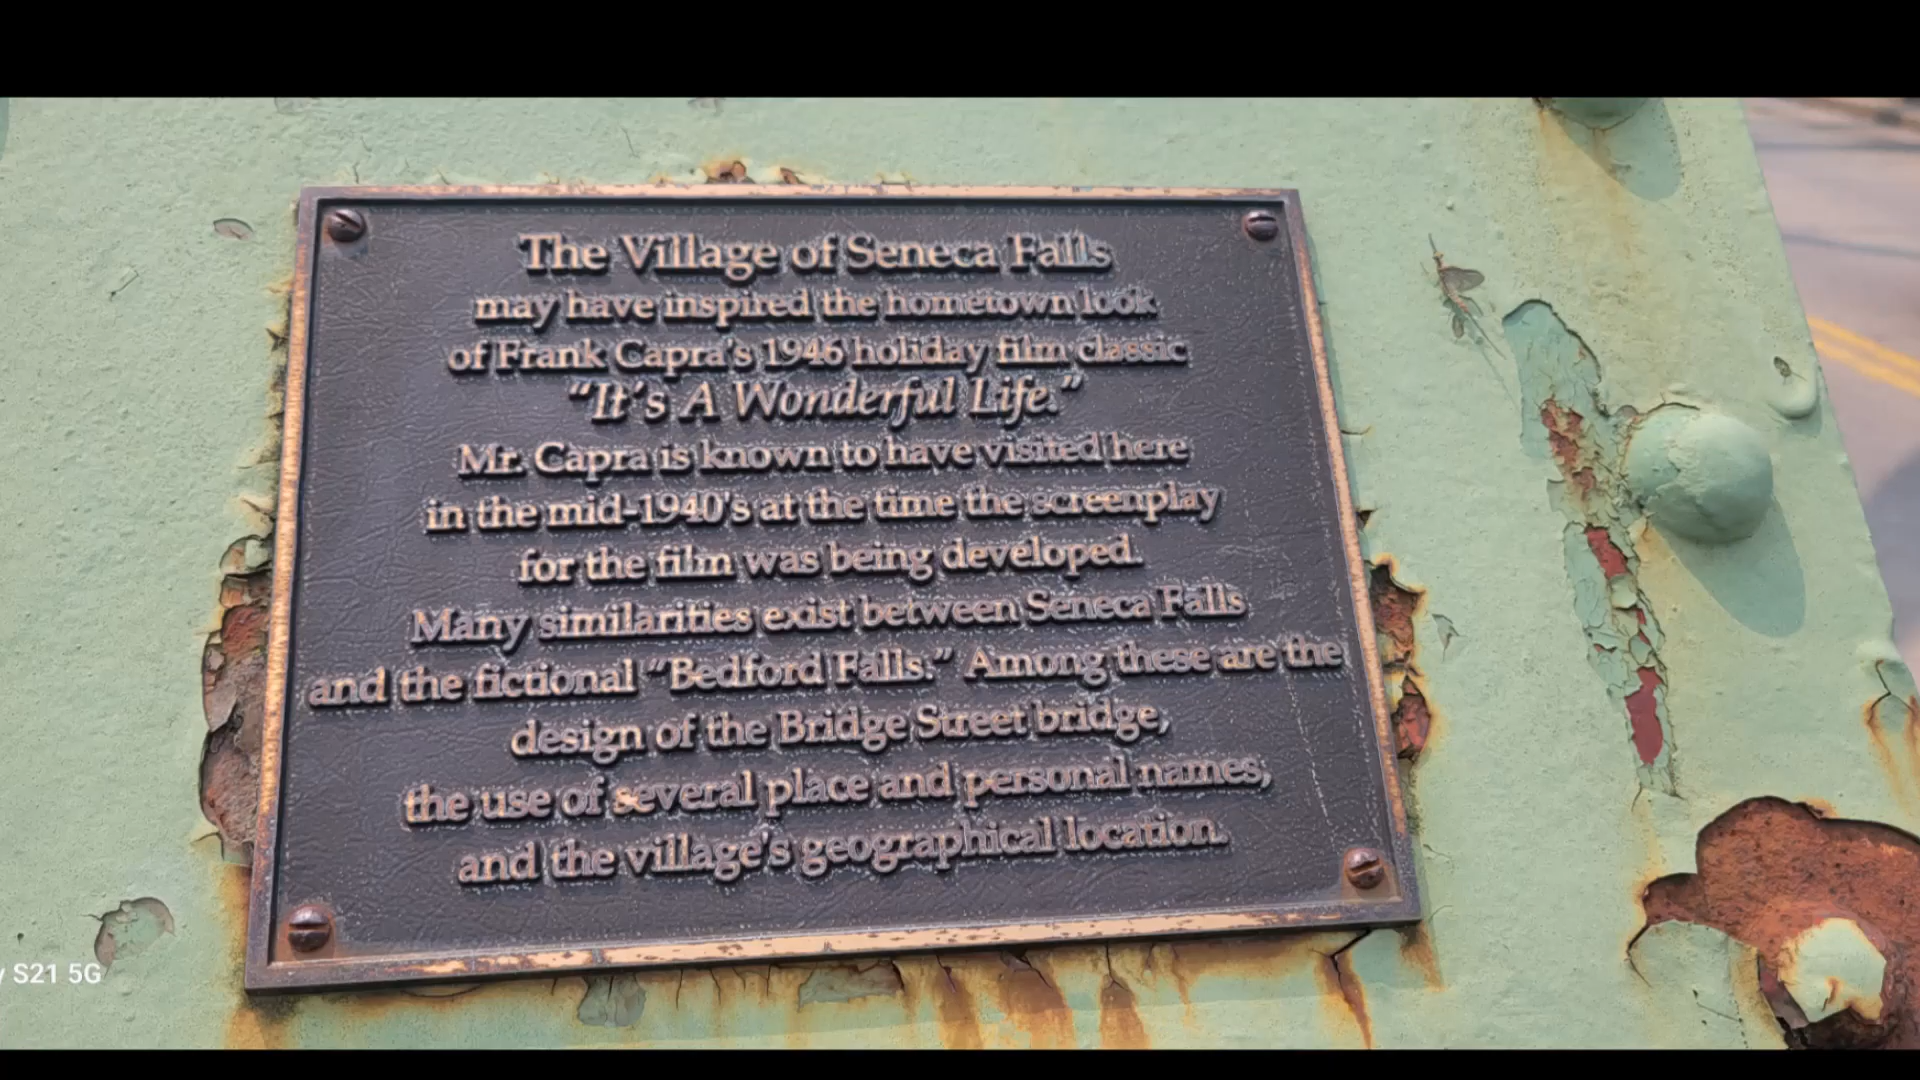 The Village of Seneca Falls
may have inspired the hometown look
of Frank Capra's 1946 holiday film classic
"It's A Wonderful Life."
Mr. Capra is known to have visited here
in the mid-1940's at the time the screenplay
for the film was being developed.
Many similarities exist between Seneca Falls
and the fictional "Bedford Falls." Among these are the
design of the Bridge Street bridge,
the use of several place and personal names,
and the village's geographical location.
y S21 5G